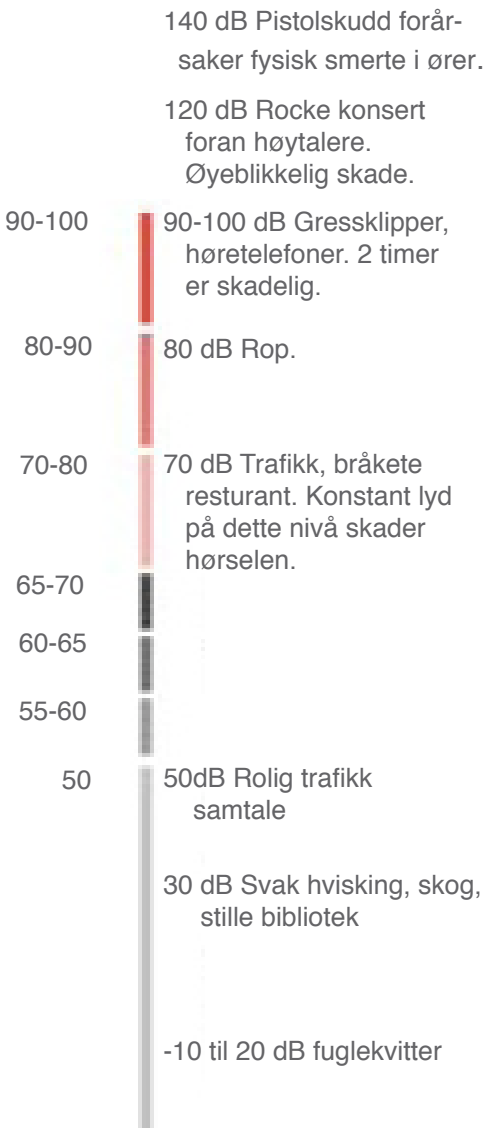 140 dB Pistolskudd forår-
saker fysisk smerte i ører.
120 dB Rocke konsert
foran høytalere.
Øyeblikkelig skade.
90-100
90-100 dB Gressklipper,
høretelefoner. 2 timer
er skadelig.
80-90
80 dB Rop.
70-80
70 dB Trafikk, bråkete
resturant. Konstant lyd
på dette nivå skader
hørselen.
65-70
60-65
55-60
50
50dB Rolig trafikk
samtale
30 dB Svak hvisking, skog,
stille bibliotek
-10 til 20 dB fuglekvitter